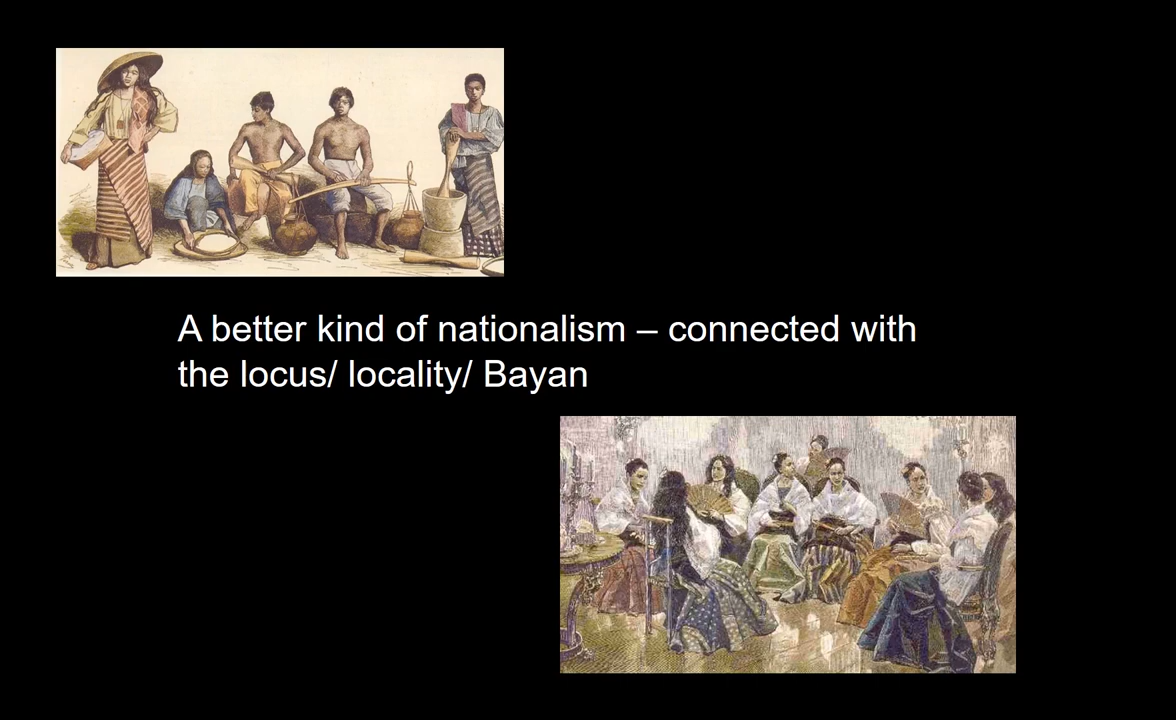 A better kind of nationalism – connected with
the locus/ locality/ Bayan